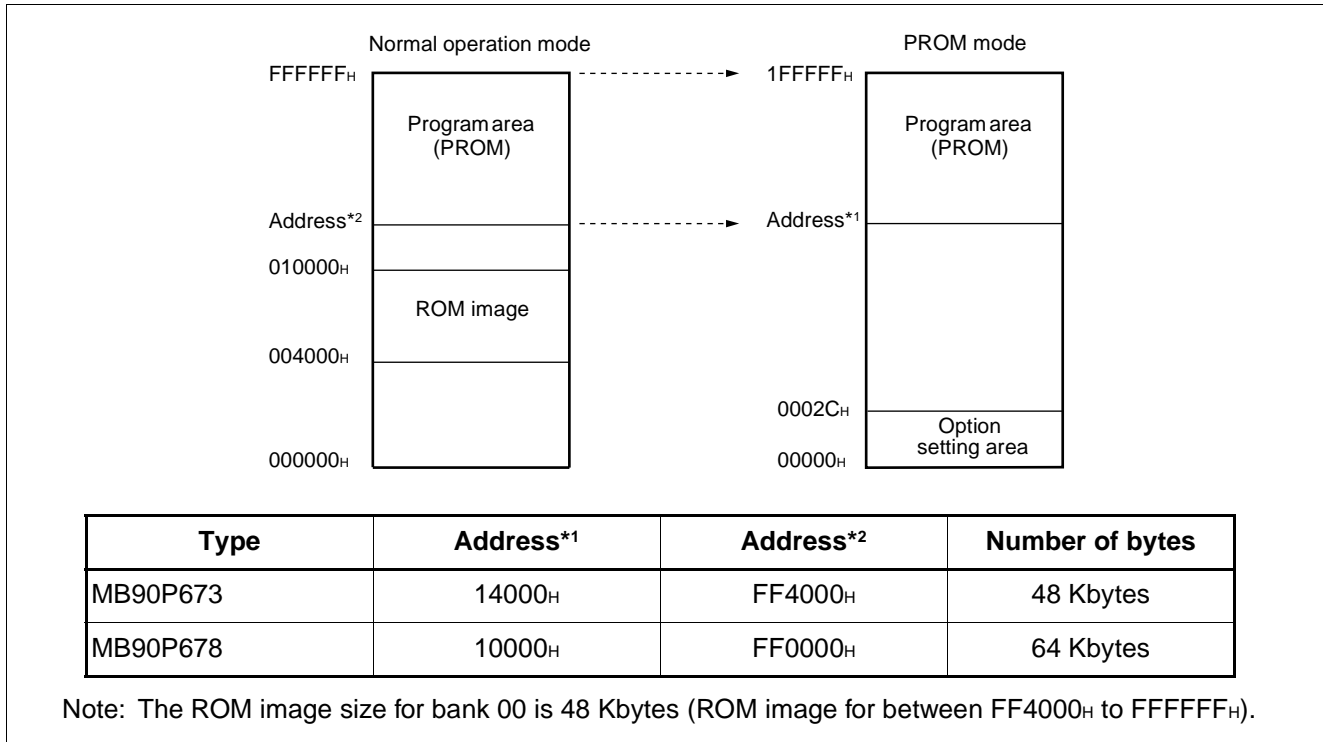 Normal operation mode
PROM mode
FFFFFFH
1FFFFFH
Program area
(PROM)
Program area
(PROM)
Address*2
Address*1
010000H
ROM image
004000H
0002CH
Option
setting area
000000H
00000H
Type Address*1 Address*2 Number of bytes
MB90P673 14000H FF4000H 48 Kbytes
MB90P678 10000H FF0000H 64 Kbytes
Note: The ROM image size for bank 00 is 48 Kbytes (ROM image for between FF4000H to FFFFFFH).